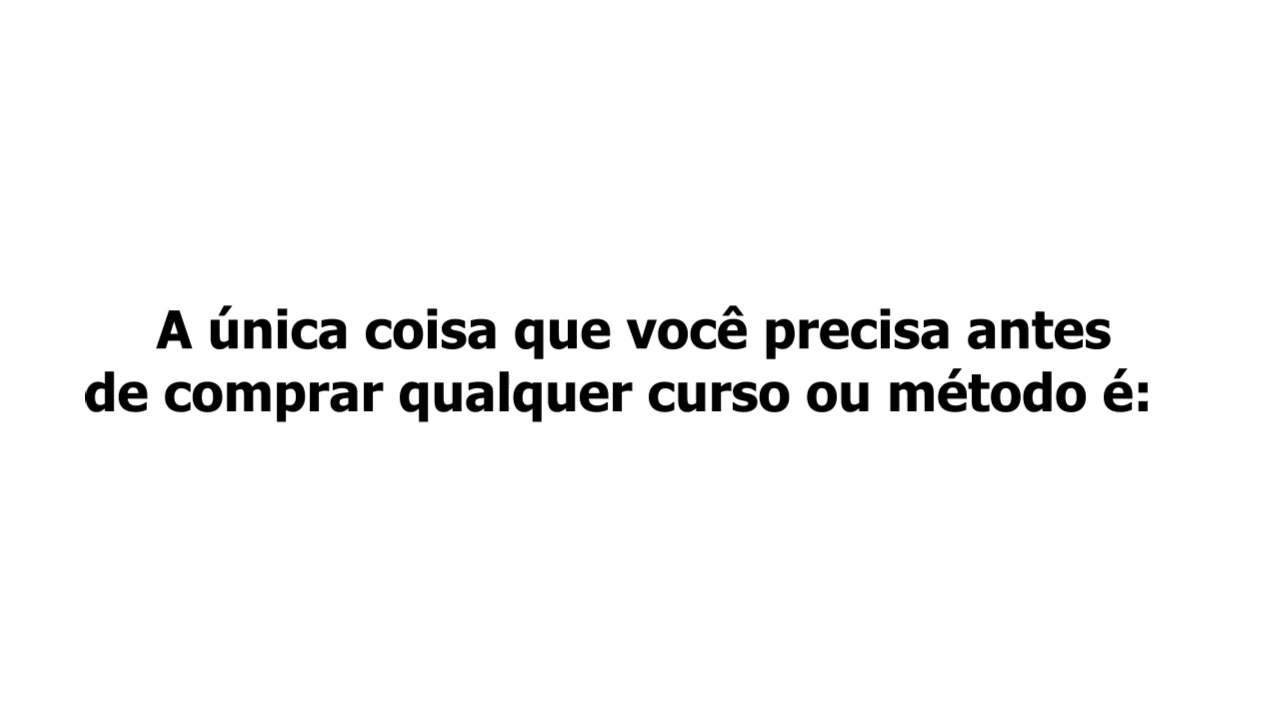 A única coisa que você precisa antes
de comprar qualquer curso ou método é: